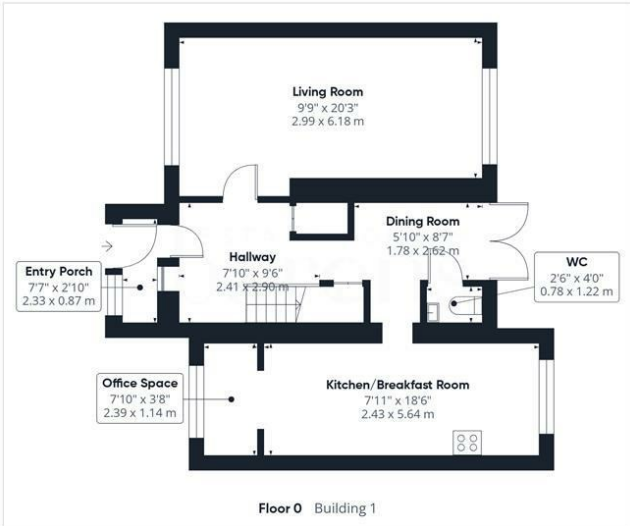 Living Room
9'9" x 20'3"
2.99 x 6.18 m
Dining Room
5'10" x 8'7"
1.78 x 2.62 m
Hallway
7'10" x 9'6"
2.41 x 2.90 m
WC
2'6" x 4'0"
0.78 x 1.22 m
Entry Porch
7'7" x 2'10"
2.33 x 0.87 m
Office Space
7'10" x 3'8"
2.39 x 1.14 m
Kitchen/Breakfast Room
7'11" x 18'6"
2.43 x 5.64 m
Floor 0 Building 1